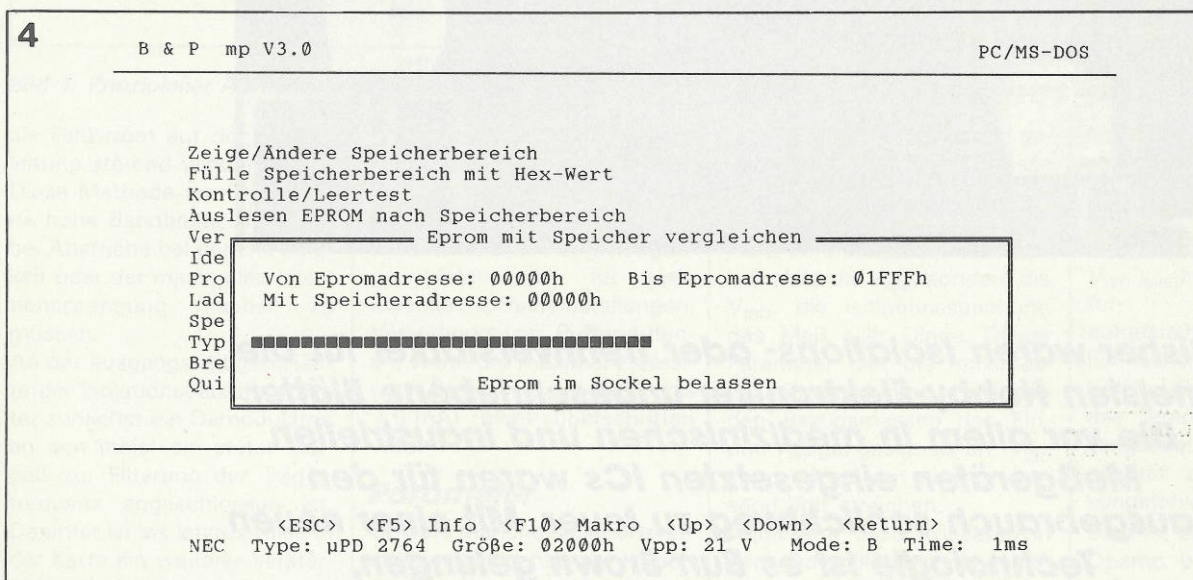 4
B & P mp V3.0 PC/MS-DOS
Zeige/Ändere Speicherbereich
Fülle Speicherbereich mit Hex-Wert
Kontrolle/Leertest
Auslesen EPROM nach Speicherbereich
Ver Eprom mit Speicher vergleichen
Ide
Kop Von Epromadresse: 00000h Bis Epromadresse: 01FFFh
Lad Mit Speicheradresse: 00000h
Spe
Typ
Bre
Qui Eprom im Sockel belassen
<ESC> <F5> Info <F10> Makro <Up> <Down> <Return>
NEC Type: µPD 2764 Größe: 02000h Vpp: 21 V Mode: B Time: 1ms